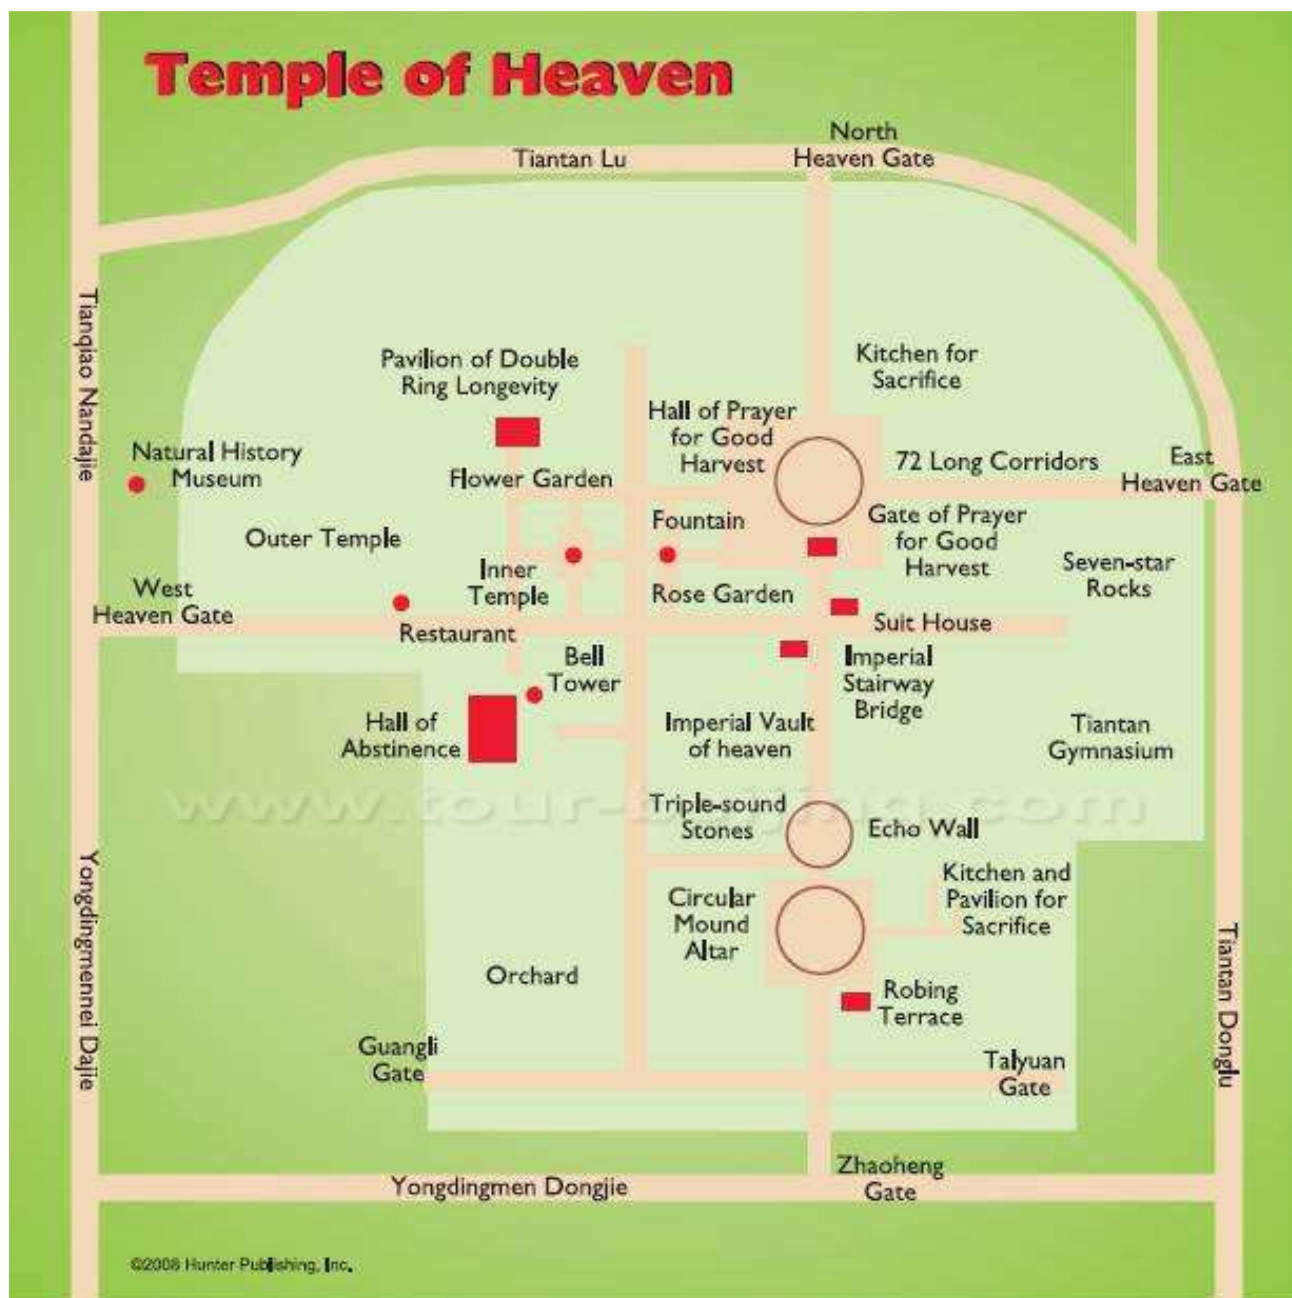 Temple of Heaven
North
Heaven Gate
Tiantan Lu
Tianqiao Nandajie
Pavilion of Double
Ring Longevity
Kitchen for
Sacrifice
Hall of Prayer
for Good
Harvest
Natural History
Museum
Flower Garden
72 Long Corridors
East
Heaven Gate
Outer Temple
Fountain
Gate of Prayer
for Good
Harvest
Inner
Temple
Rose Garden
Seven-star
Rocks
West
Heaven Gate
Restaurant
Suit House
Bell
Tower
Imperial
Stairway
Bridge
Hall of
Abstinence
Imperial Vault
of heaven
Tiantan
Gymnasium
www.tour-beijing.com
Triple-sound
Stones
Echo Wall
Yongdingmennei Dajie
Circular
Mound
Altar
Kitchen and
Pavilion for
Sacrifice
Orchard
Robing
Terrace
Tiantan Donglu
Guangli
Gate
Talyuan
Gate
Zhaoheng
Gate
Yongdingmen Dongjie
©2008 Hunter Publishing, Inc.